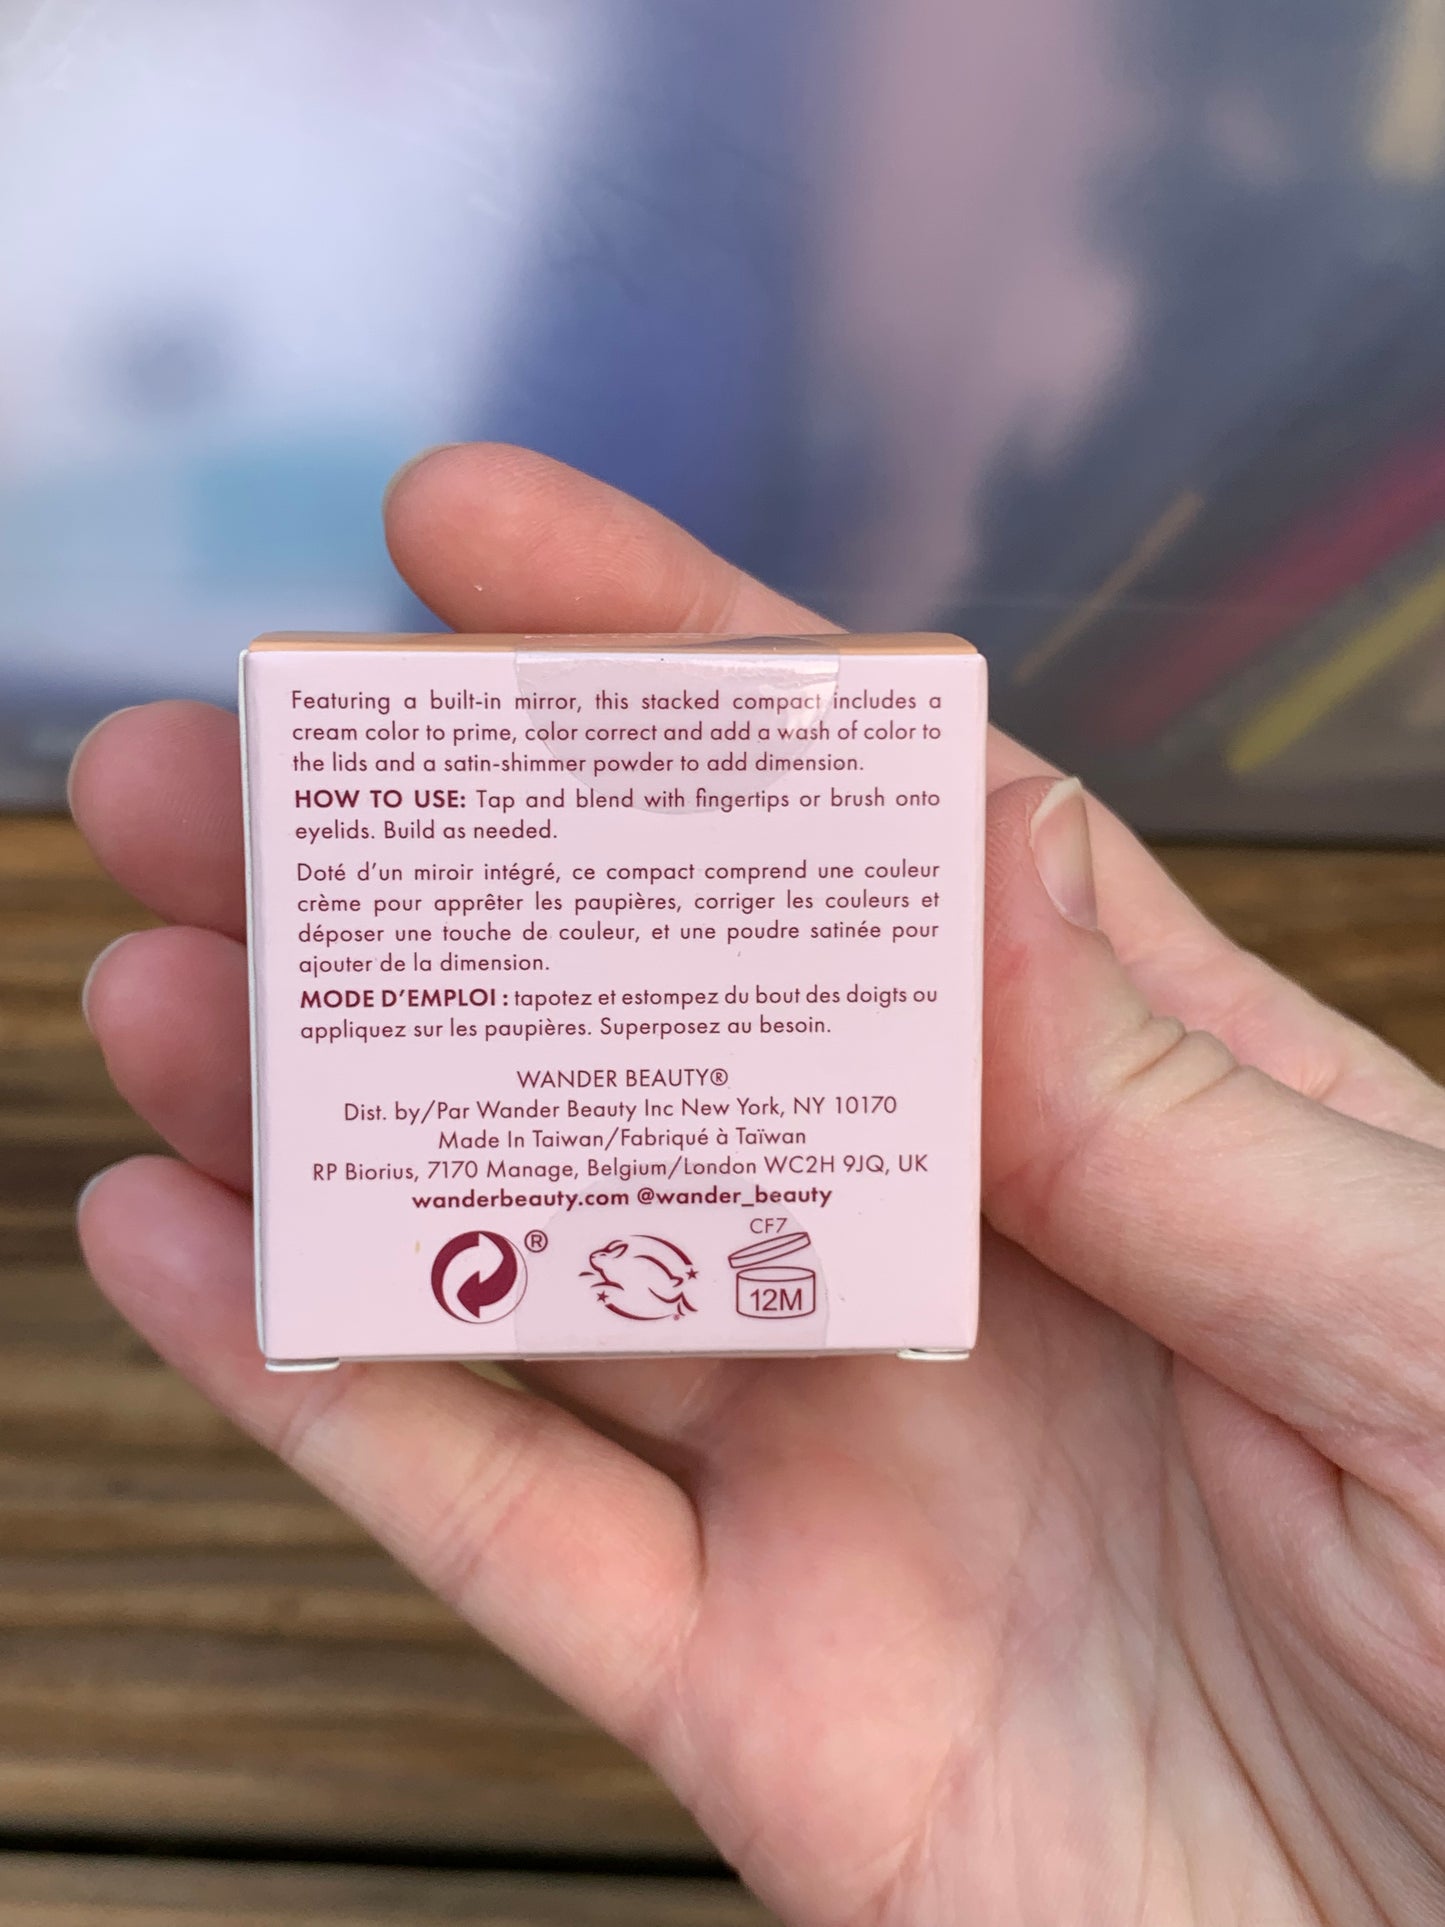 Featuring a built-in mirror, this stacked compact includes a
cream color to prime, color correct and add a wash of color to
the lids and a satin-shimmer powder to add dimension.
HOW TO USE: Tap and blend with fingertips or brush onto
eyelids. Build as needed.
Doté d'un miroir intégré, ce compact comprend une couleur
crème pour apprêter les paupières, corriger les couleurs et
déposer une touche de couleur, et une poudre satinée pour
ajouter de la dimension.
MODE D'EMPLOI : tapotez et estompez du bout des doigts ou
appliquez sur les paupières. Superposez au besoin.
WANDER BEAUTY®
Dist. by/Par Wander Beauty Inc New York, NY 10170
Made In Taiwan/Fabriqué à Taïwan
RP Biorius, 7170 Manage, Belgium/London WC2H 9JQ, UK
wanderbeauty.com @wander_beauty
CF7
®
12M